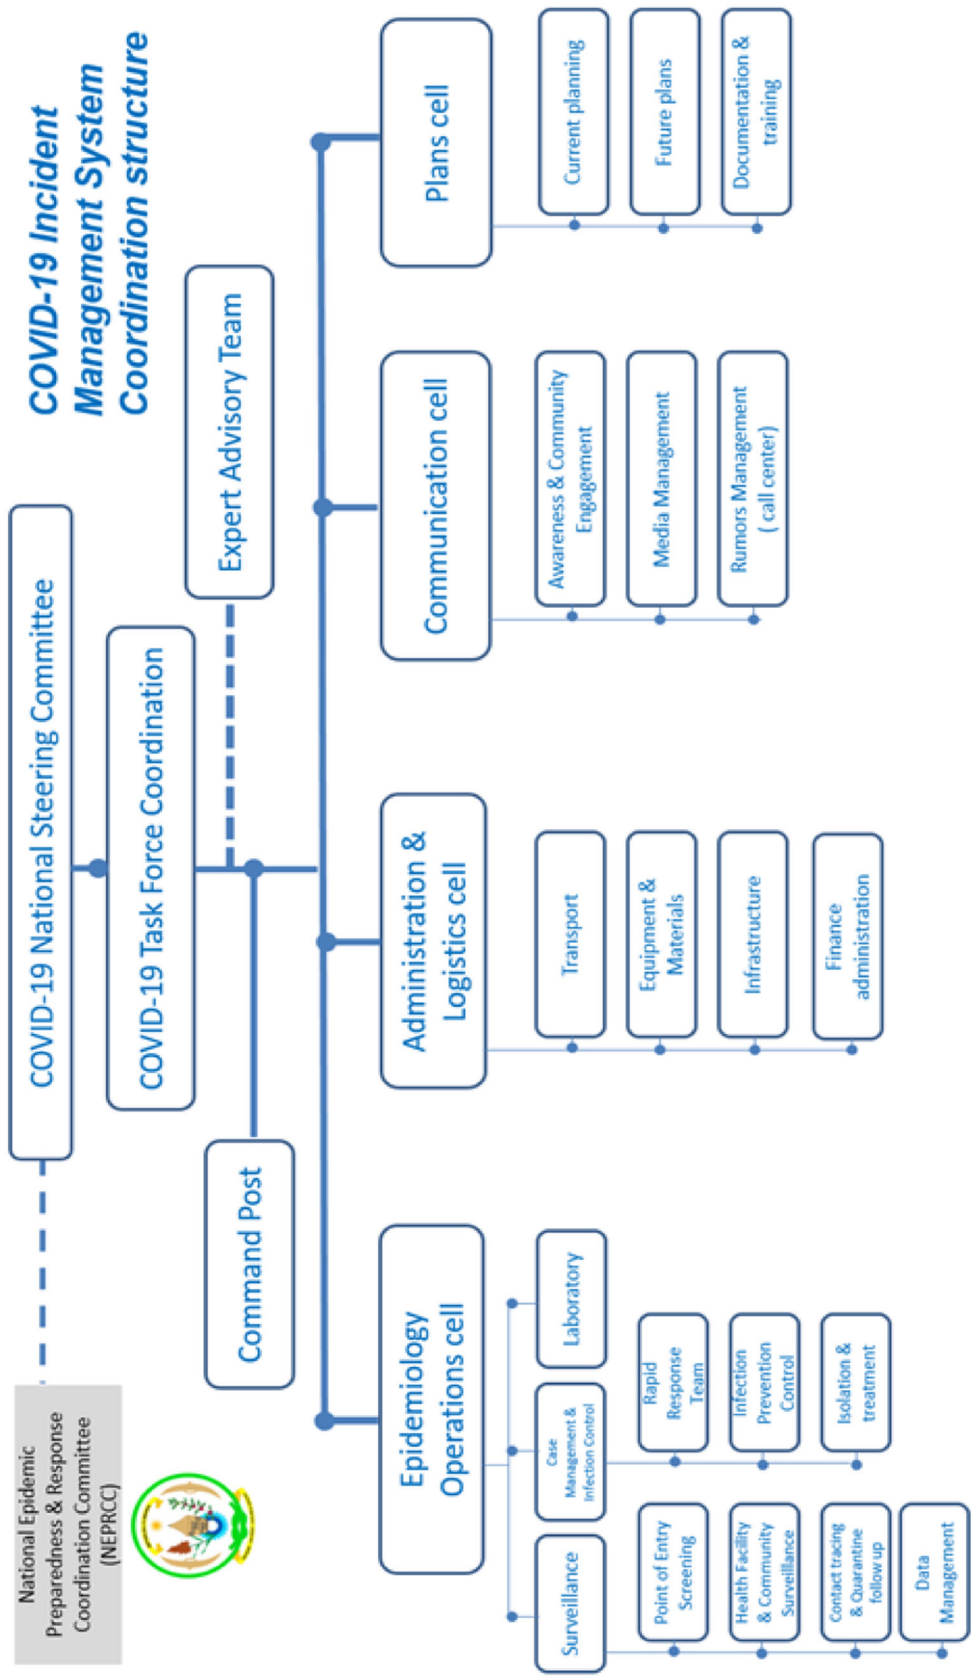 COVID-19 Incident
Management System
Coordination structure
National Epidemic
Preparedness & Response
Coordination Committee
(NEPRCC)
COVID-19 National Steering Committee
COVID-19 Task Force Coordination
Expert Advisory Team
Command Post
Epidemiology
Operations cell
Administration &
Logistics cell
Communication cell
Plans cell
Surveillance
Case
Management &
Infection Control
Laboratory
Point of Entry
Screening
Health Facility
& Community
Surveillance
Contact tracing
& Quarantine
follow up
Data
Management
Rapid
Response
Team
Infection
Prevention
Control
Isolation &
treatment
Transport
Equipment &
Materials
Infrastructure
Finance
administration
Awareness & Community
Engagement
Media Management
Rumors Management
( call center)
Current planning
Future plans
Documentation &
training